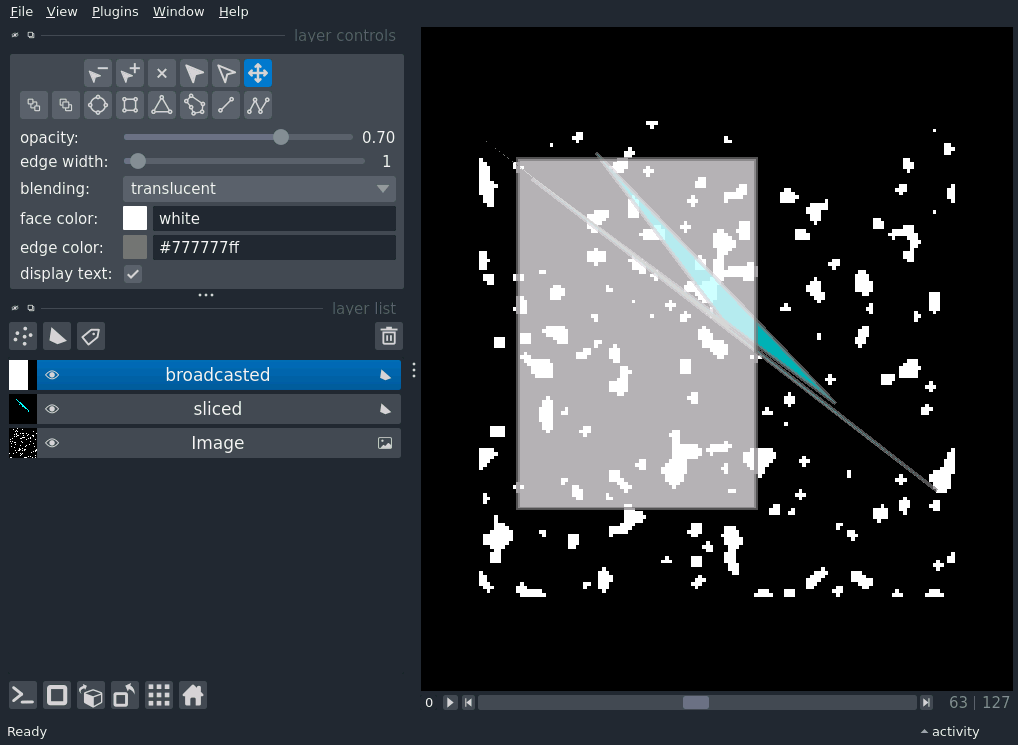 File View Plugins Window Help
layer controls
opacity: 0.70
edge width: 1
blending: translucent
face color: white
edge color: #777777ff
display text:
layer list
broadcasted
sliced
Image
0 63 | 127
Ready activity